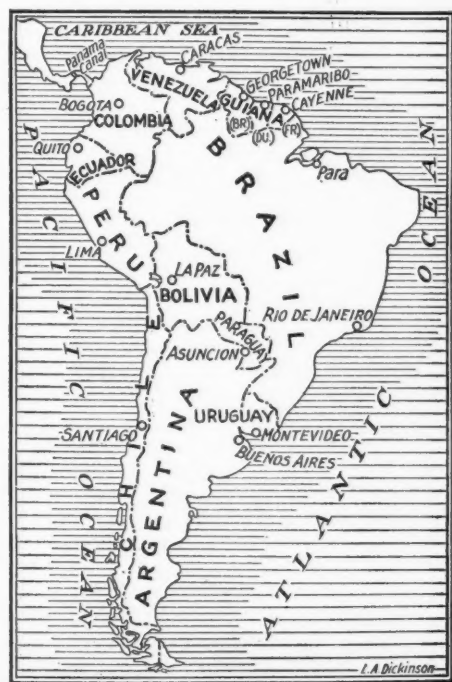 CARIBBEAN SEA
Panama
Canal
CARACAS
VENEZUELA
GEORGETOWN
PARAMARIBO
CAYENNE
GUIANA
(BR)
(DU.)
(FR)
BOGOTA
COLOMBIA
QUITO
ECUADOR
Para
BRAZIL
PERU
LIMA
LA PAZ
BOLIVIA
RIO DE JANEIRO
PARAGUAY
ASUNCION
CHILE
ARGENTINA
URUGUAY
SANTIAGO
MONTEVIDEO
BUENOS AIRES
PACIFIC OCEAN
ATLANTIC
OCEAN
L.A. Dickinson